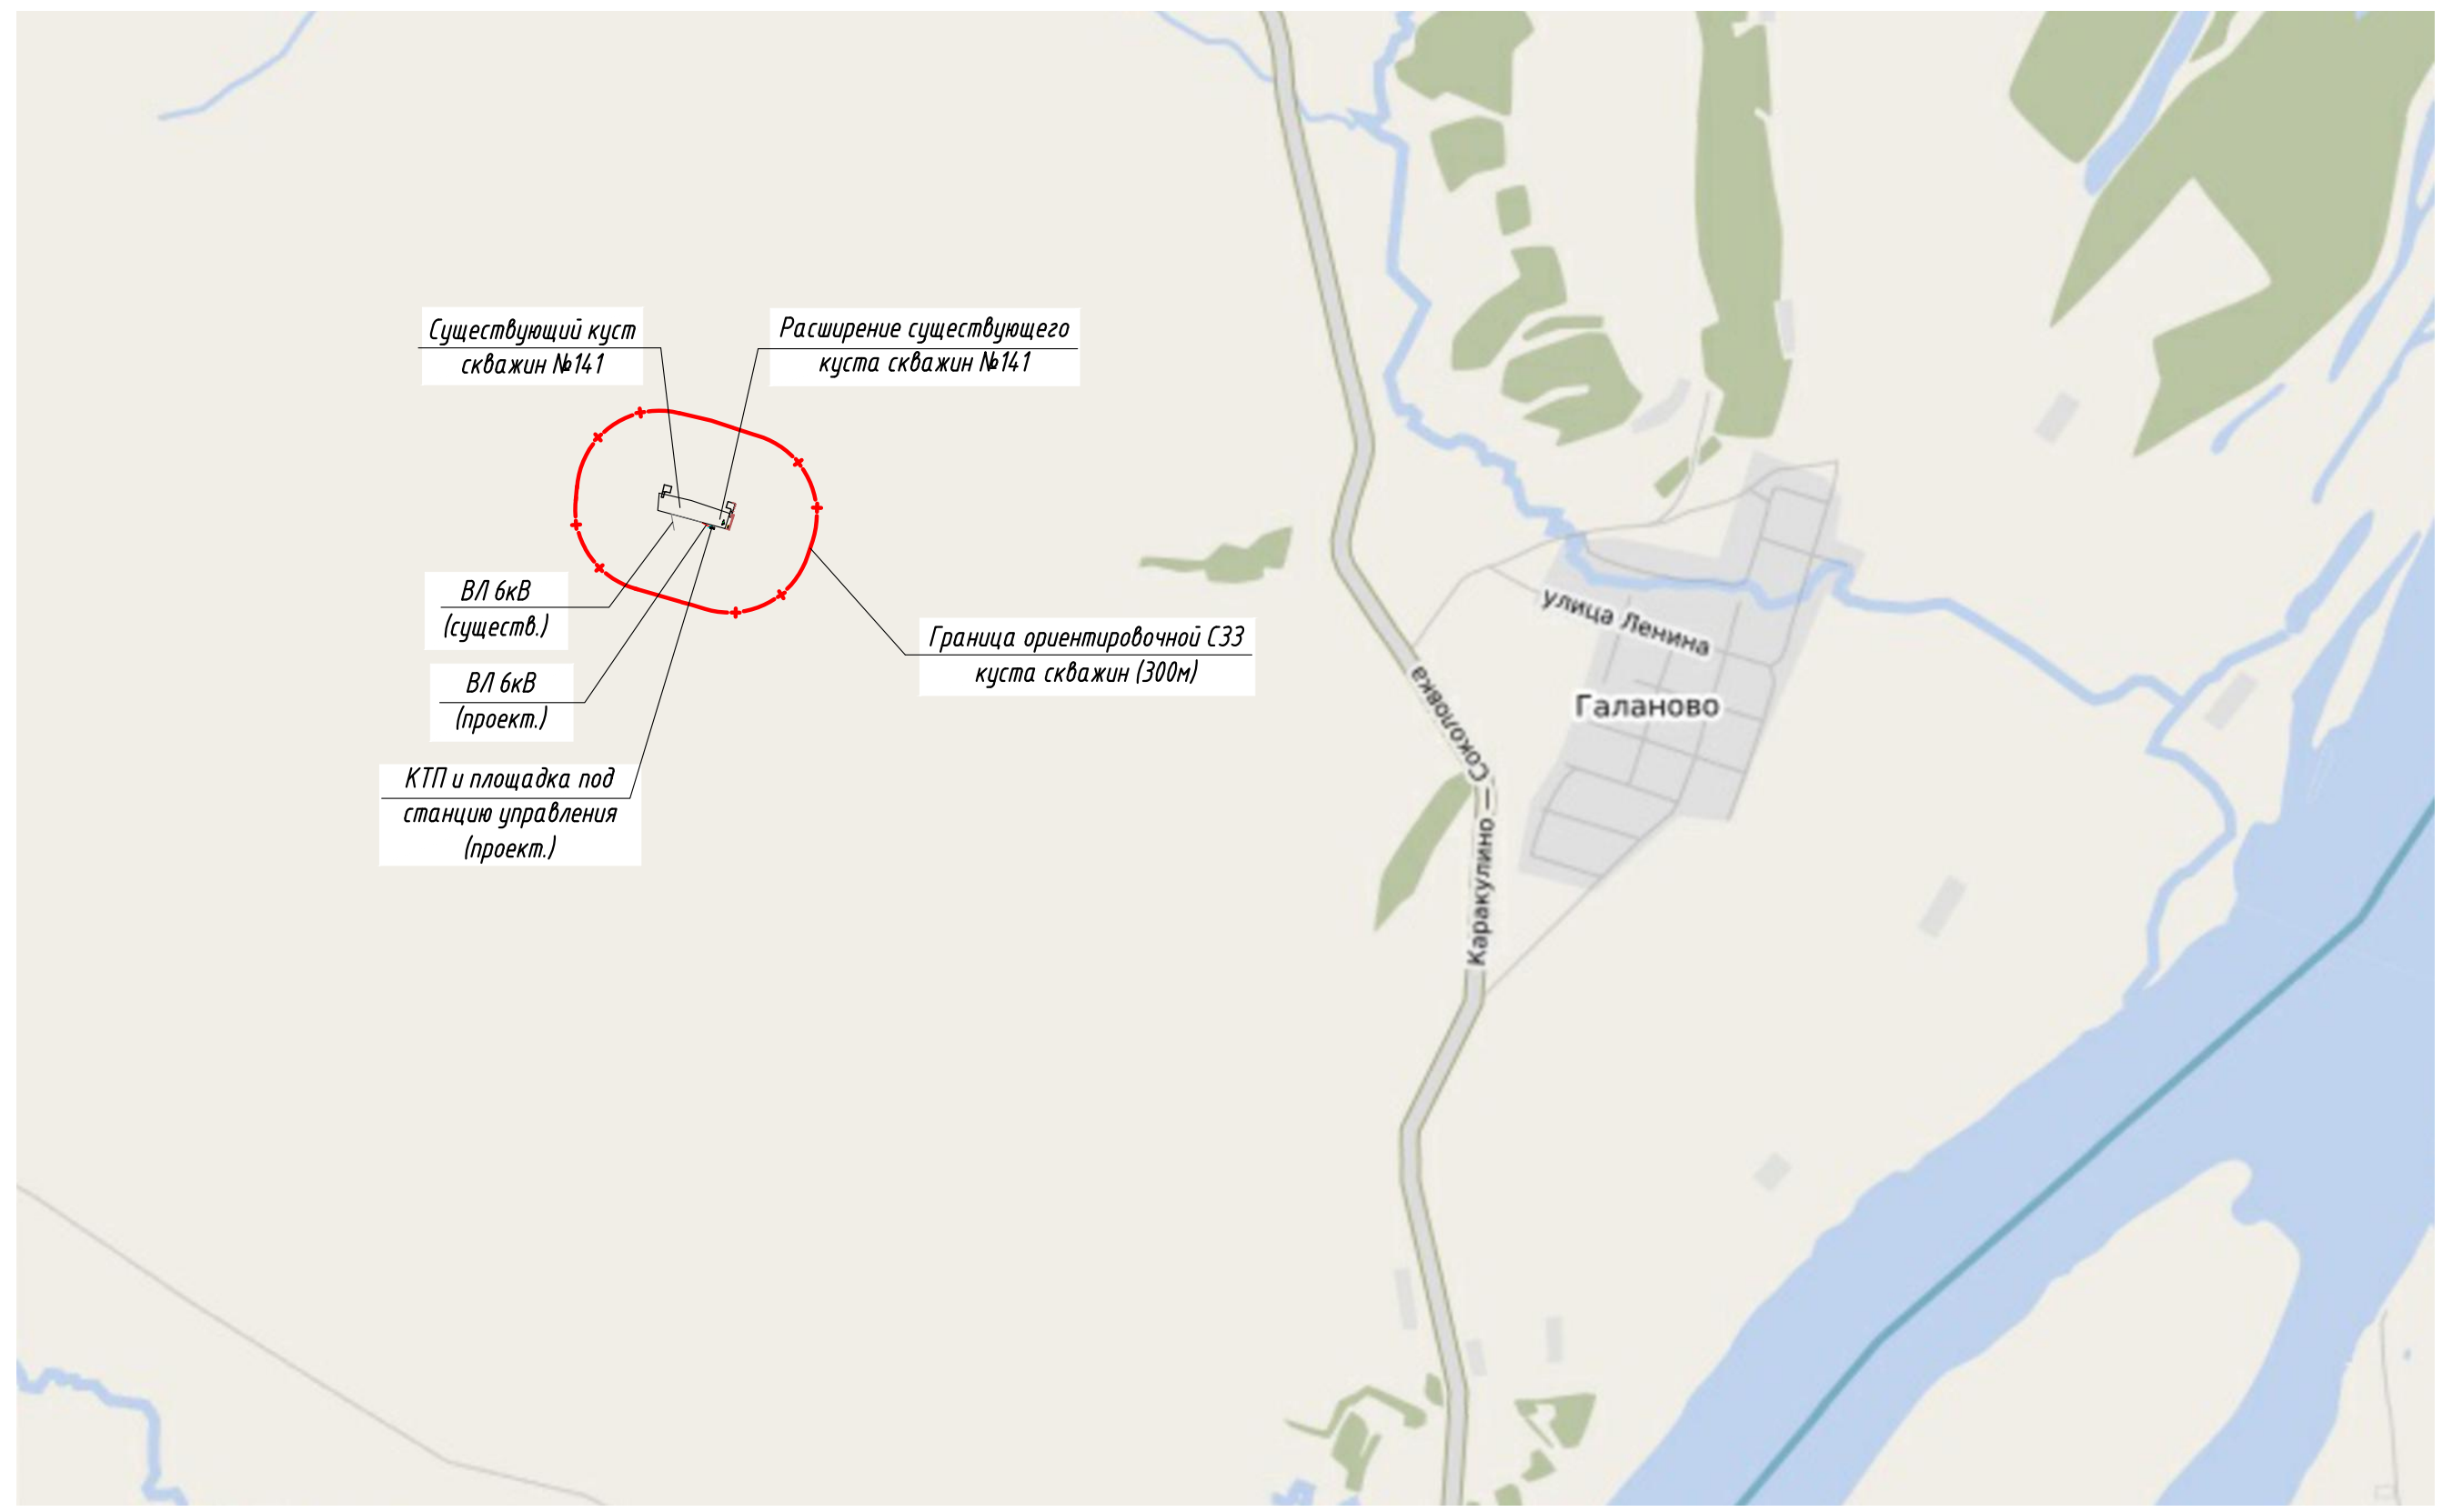 Существующий куст
скважин №141
Расширение существующего
куста скважин №141
ВЛ 6кВ
(существ.)
ВЛ 6кВ
(проект.)
КТП и площадка под
станцию управления
(проект.)
Граница ориентировочной СЗЗ
куста скважин (300м)
улица Ленина
Галаново
Каракулино — Соколовка